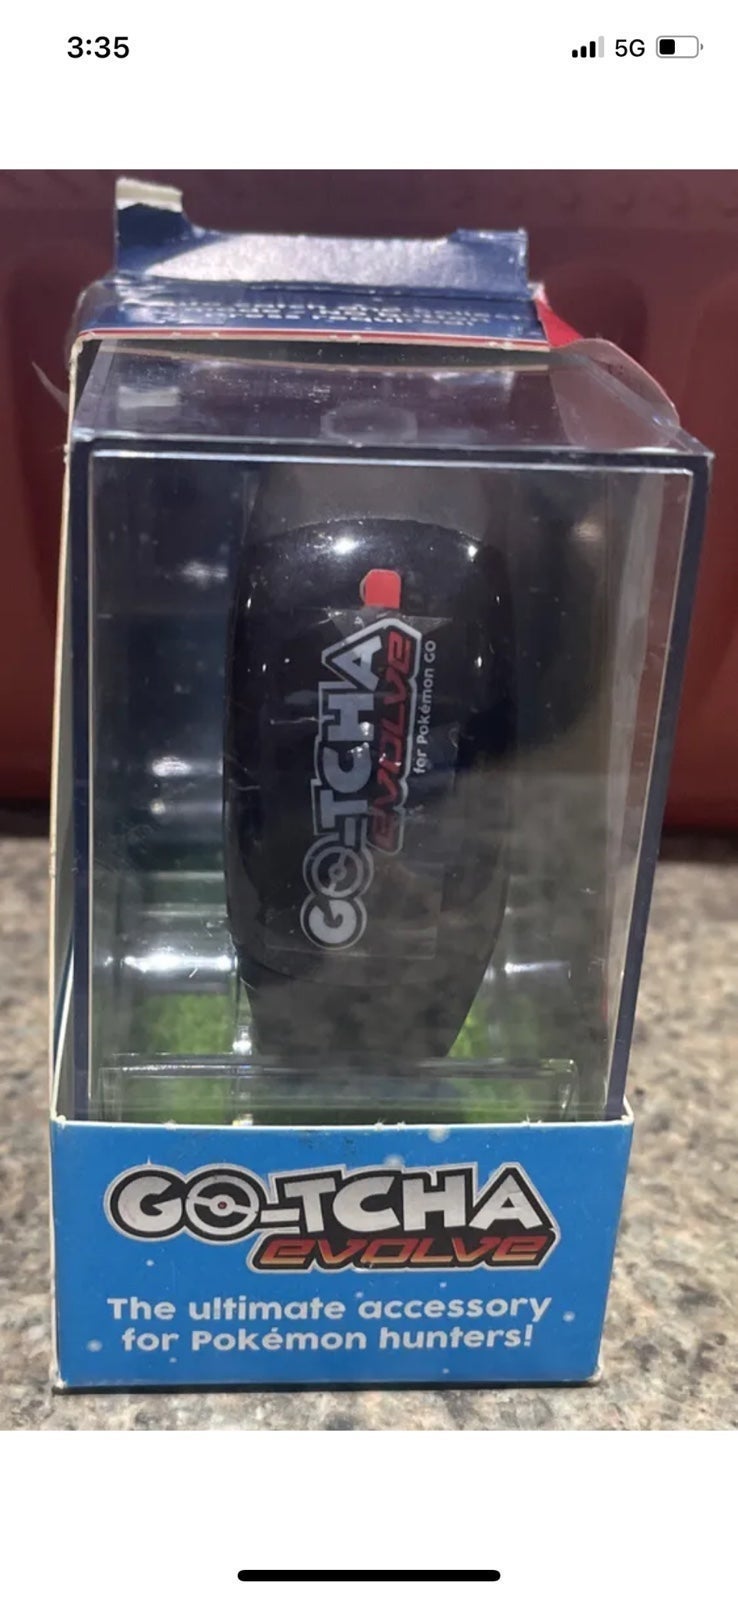 3:35
5G
GO-TCHA
EVOLVE
for Pokémon GO
GO-TCHA
EVOLVE
The ultimate accessory
for Pokémon hunters!